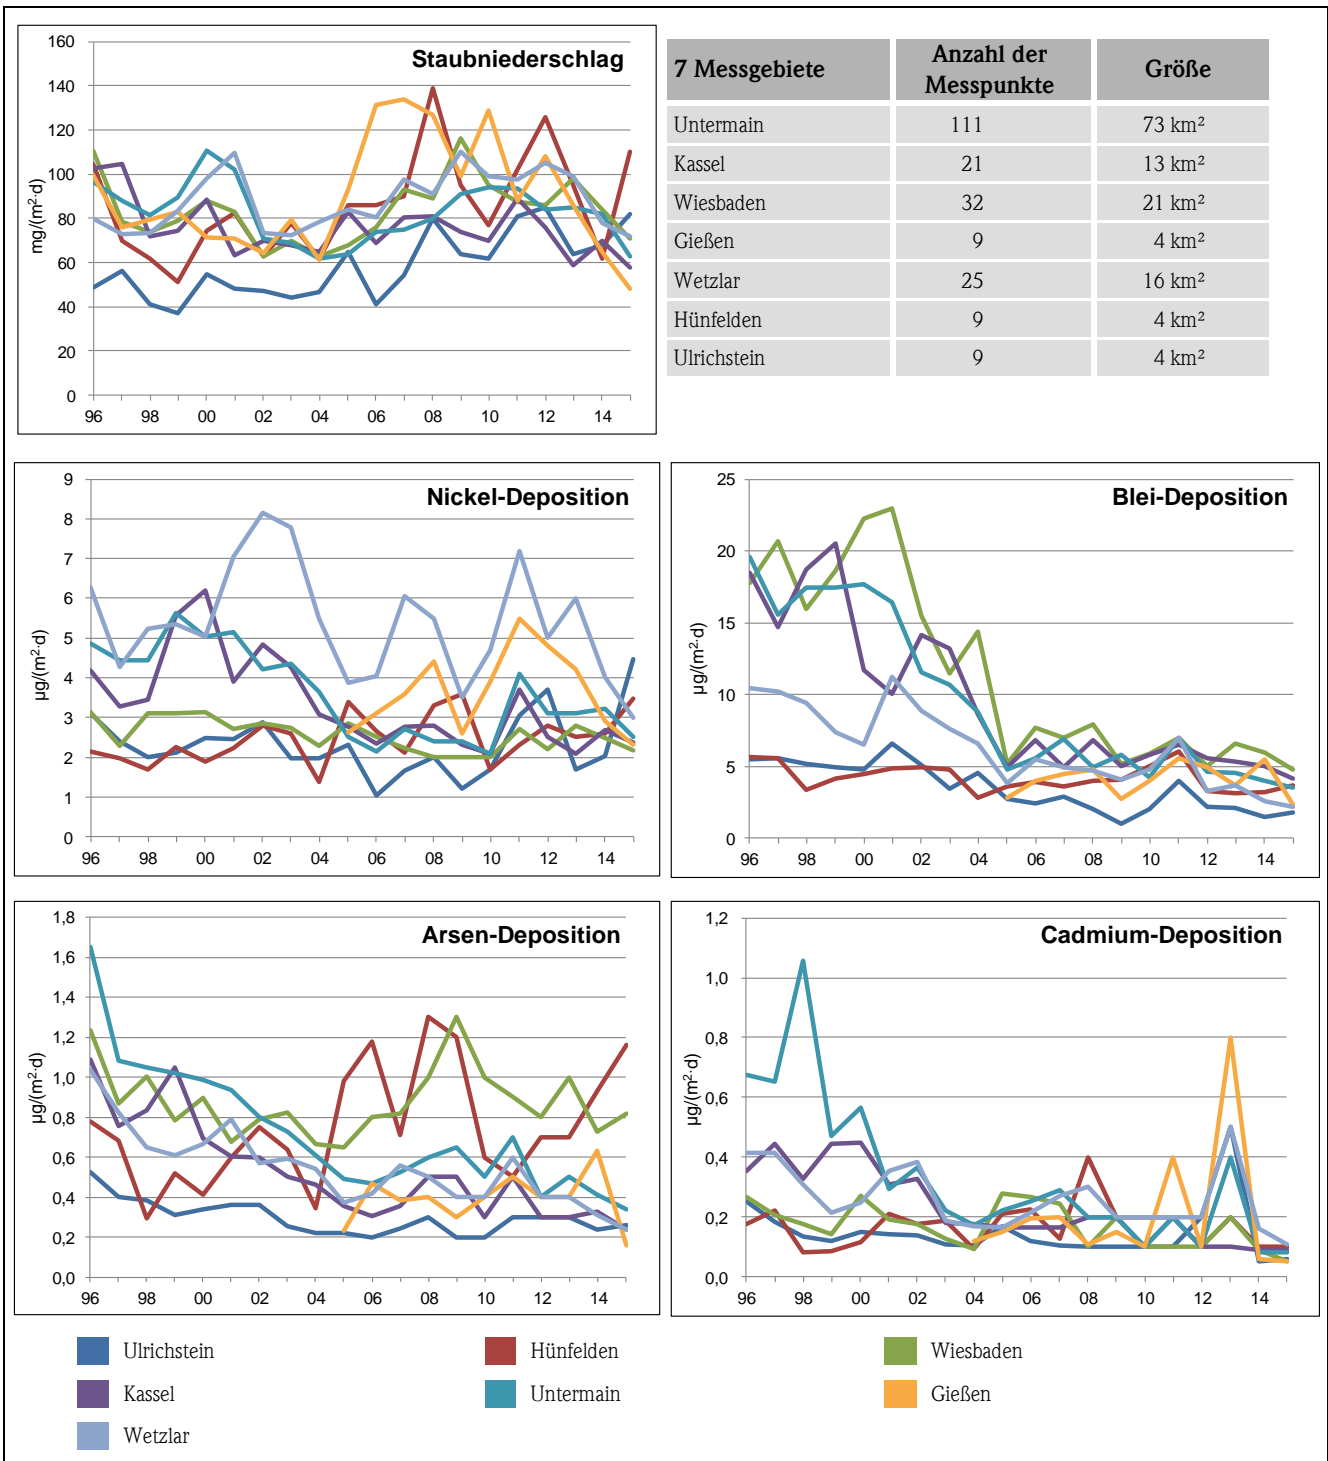 Staubniederschlag
mg/(m²·d)
160
140
120
100
80
60
40
20
0
96 98 00 02 04 06 08 10 12 14
7 Messgebiete Anzahl der Messpunkte Größe
Untermain 111 73 km²
Kassel 21 13 km²
Wiesbaden 32 21 km²
Gießen 9 4 km²
Wetzlar 25 16 km²
Hünfelden 9 4 km²
Ulrichstein 9 4 km²
Nickel-Deposition
µg/(m²·d)
9
8
7
6
5
4
3
2
1
0
96 98 00 02 04 06 08 10 12 14
Blei-Deposition
µg/(m²·d)
25
20
15
10
5
0
96 98 00 02 04 06 08 10 12 14
Arsen-Deposition
µg/(m²·d)
1,8
1,6
1,4
1,2
1,0
0,8
0,6
0,4
0,2
0,0
96 98 00 02 04 06 08 10 12 14
Cadmium-Deposition
µg/(m²·d)
1,2
1,0
0,8
0,6
0,4
0,2
0,0
96 98 00 02 04 06 08 10 12 14
Ulrichstein Hünfelden Wiesbaden
Kassel Untermain Gießen
Wetzlar